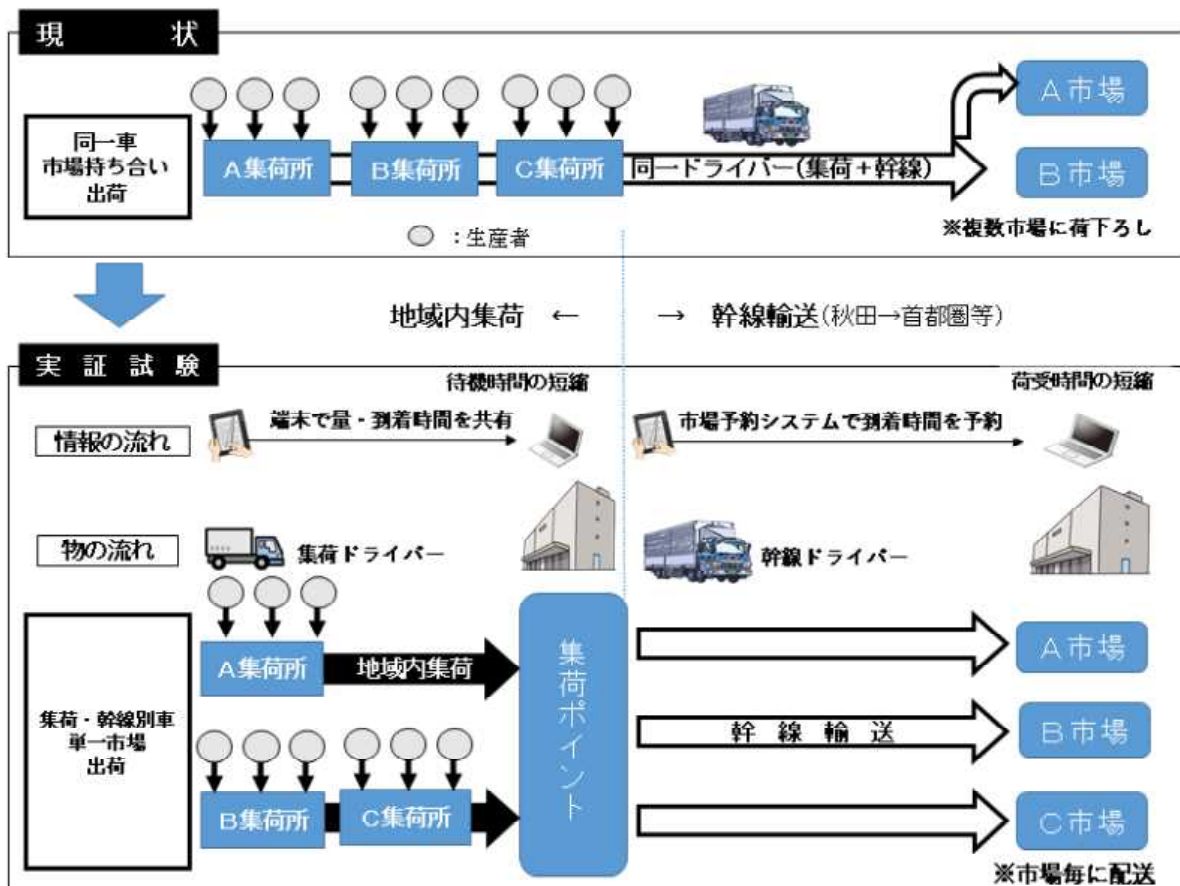 現 状
同一車
市場持ち合い
出荷
A集荷所
B集荷所
C集荷所
同一ドライバー(集荷＋幹線)
A市場
B市場
○：生産者
※複数市場に荷下ろし
地域内集荷 ←
→ 幹線輸送(秋田→首都圏等)
実 証 試 験
待機時間の短縮
荷受時間の短縮
情報の流れ
端末で量・到着時間を共有
市場予約システムで到着時間を予約
物の流れ
集荷ドライバー
幹線ドライバー
集荷・幹線別車
単一市場
出荷
A集荷所
地域内集荷
B集荷所
C集荷所
集荷ポイント
幹 線 輸 送
A市場
B市場
C市場
※市場毎に配送